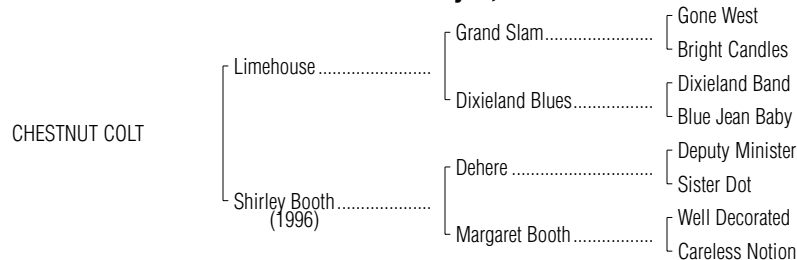 Gone West
Grand Slam.......................
Bright Candles
Limehouse ........................
Dixieland Band
Dixieland Blues.................
Blue Jean Baby
CHESTNUT COLT
Deputy Minister
Dehere ..............................
Sister Dot
Shirley Booth....................
(1996)
Well Decorated
Margaret Booth.................
Careless Notion